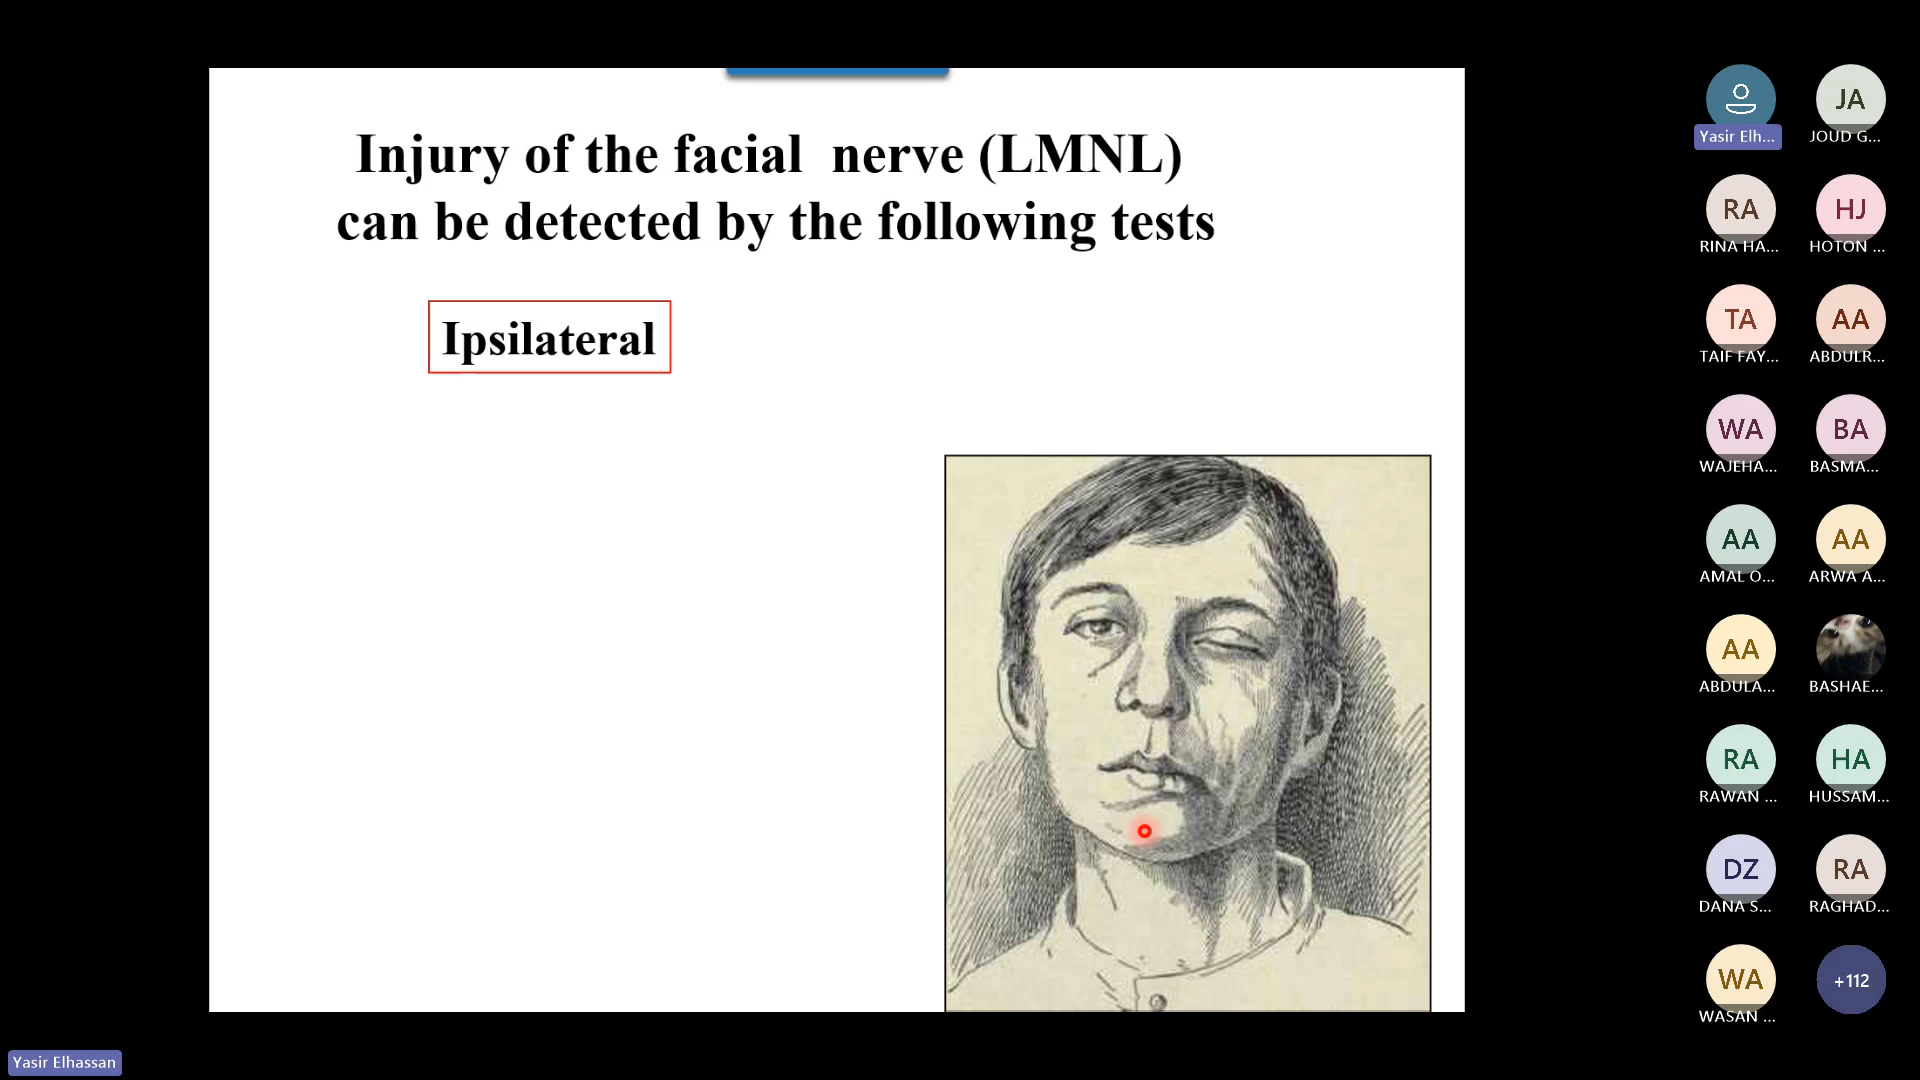 Injury of the facial nerve (LMNL)
can be detected by the following tests
Ipsilateral
Yasir Elh...
JA
JOUD G...
RA
RINA HA...
HJ
HOTON ...
TA
TAIF FAY...
AA
ABDULR...
WA
WAJEHA...
BA
BASMA...
AA
AMAL O...
AA
ARWA A...
AA
ABDULA...
BASHAE...
RA
RAWAN ...
HA
HUSSAM...
DZ
DANA S...
RA
RAGHAD...
WA
WASAN ...
+112
Yasir Elhassan